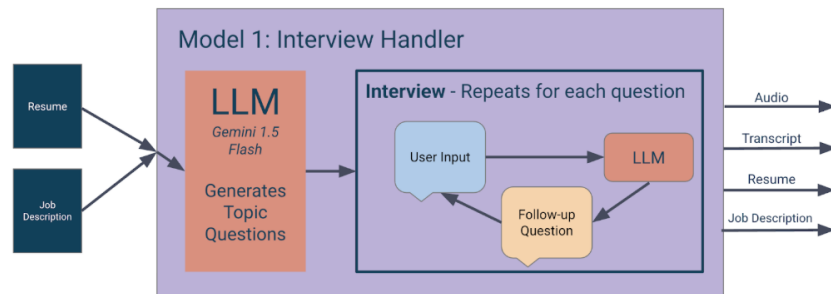 Model 1: Interview Handler
Resume
Job
Description
LLM
Gemini 1.5
Flash
Generates
Topic
Questions
Interview - Repeats for each question
User Input
LLM
Follow-up
Question
Audio
Transcript
Resume
Job Description